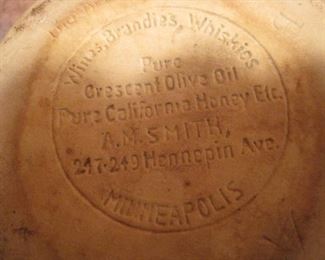 Wines, Brandies, Whiskies
Pure
Crescent Olive Oil
Pure California Honey Etc.
A.M. SMITH,
247-249 Hennepin Ave.
MINNEAPOLIS